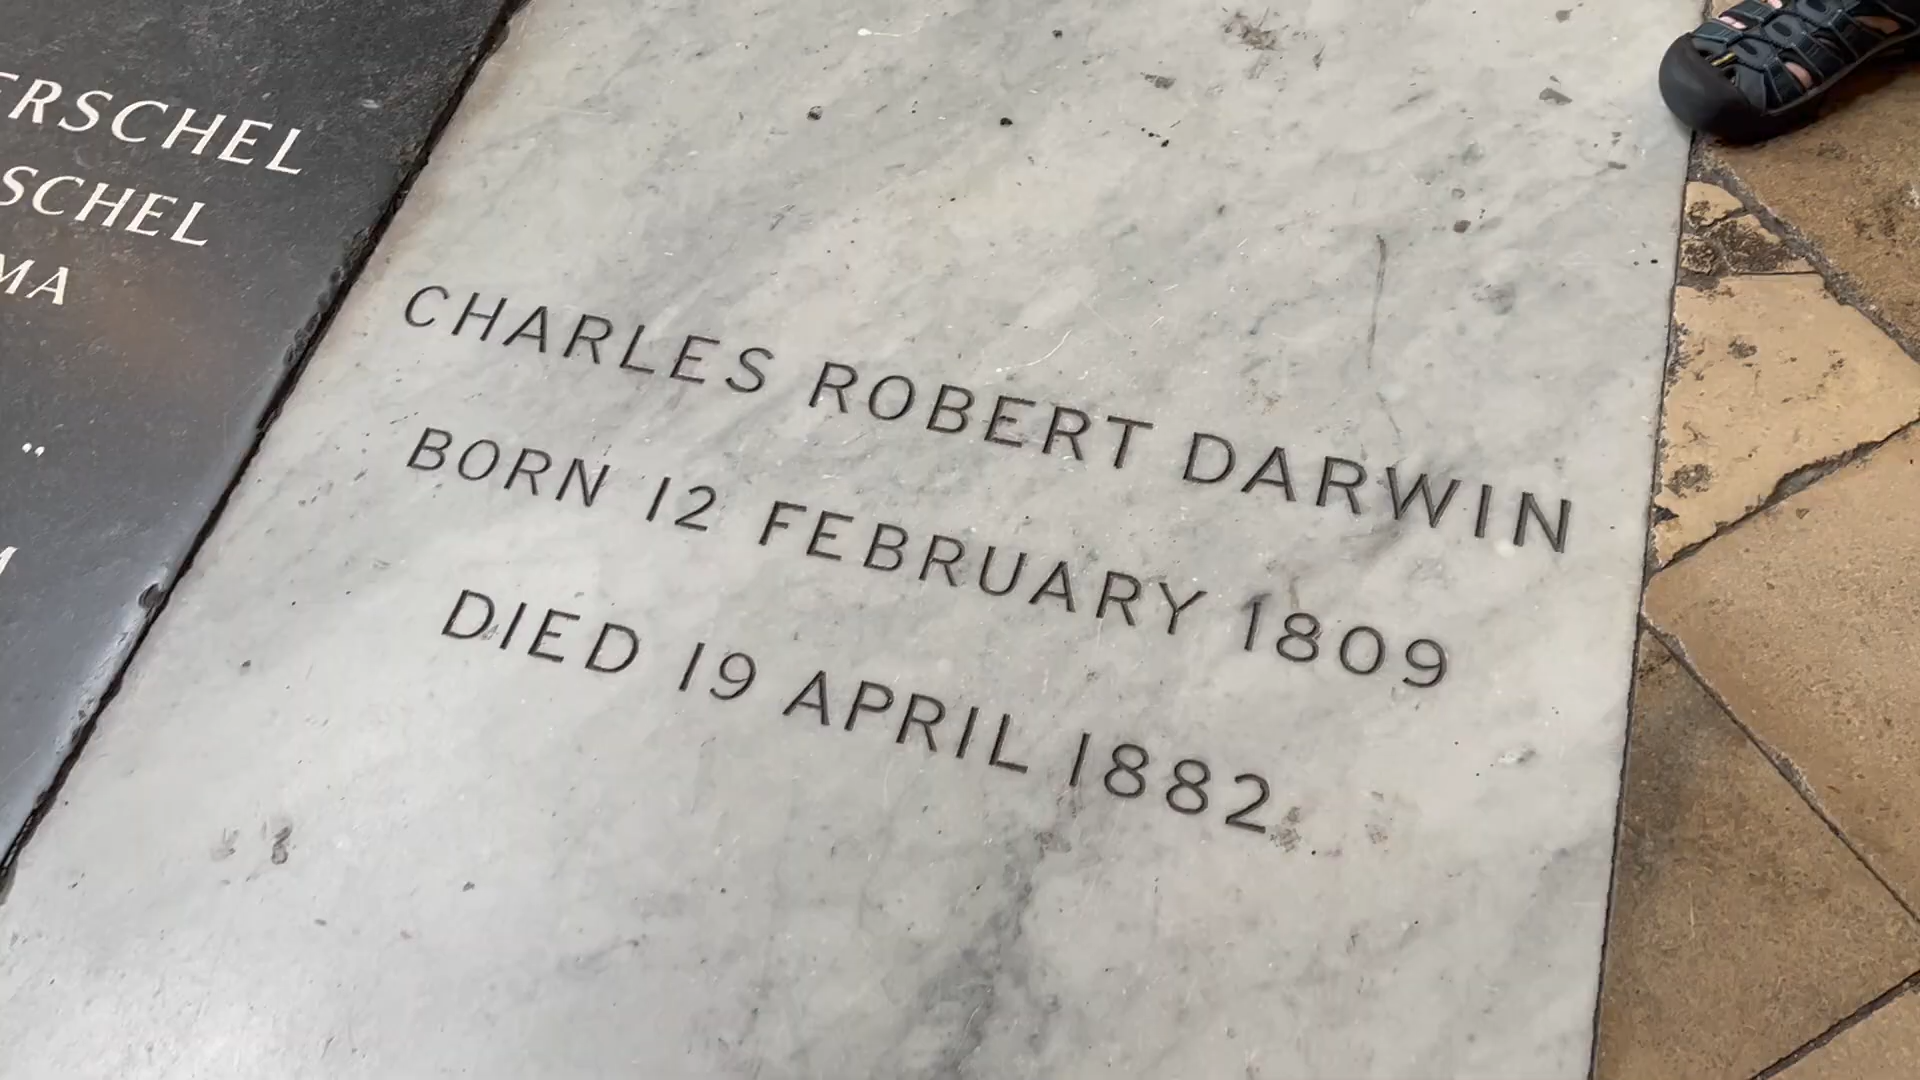 CHARLES ROBERT DARWIN
BORN 12 FEBRUARY 1809
DIED 19 APRIL 1882